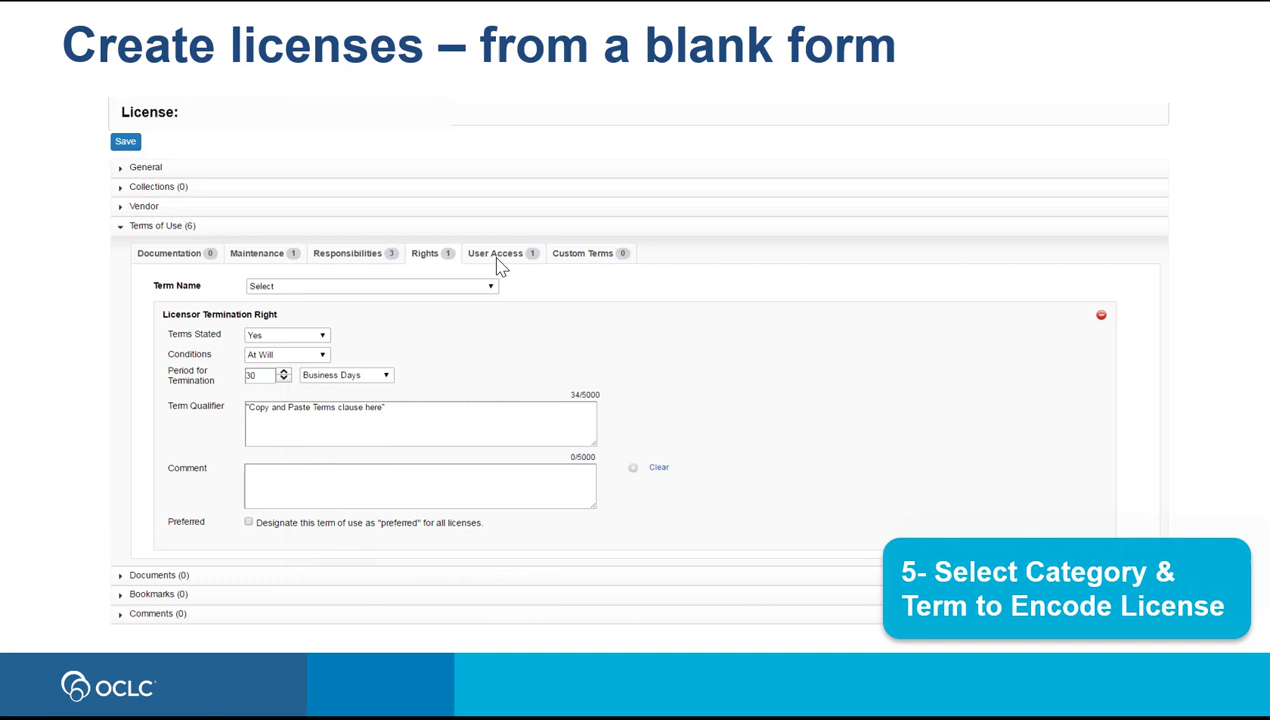 Create licenses – from a blank form
License:
Save
General
Collections (0)
Vendor
Terms of Use (6)
Documentation 0 Maintenance 1 Responsibilities 3 Rights 1 User Access 1 Custom Terms 0
Term Name Select
Licensor Termination Right
Terms Stated Yes
Conditions At Will
Period for
Termination 30 Business Days
34/5000
Term Qualifier "Copy and Paste Terms clause here"
0/5000
Comment Clear
Preferred Designate this term of use as "preferred" for all licenses.
Documents (0)
Bookmarks (0)
Comments (0)
5- Select Category &
Term to Encode License
OCLC